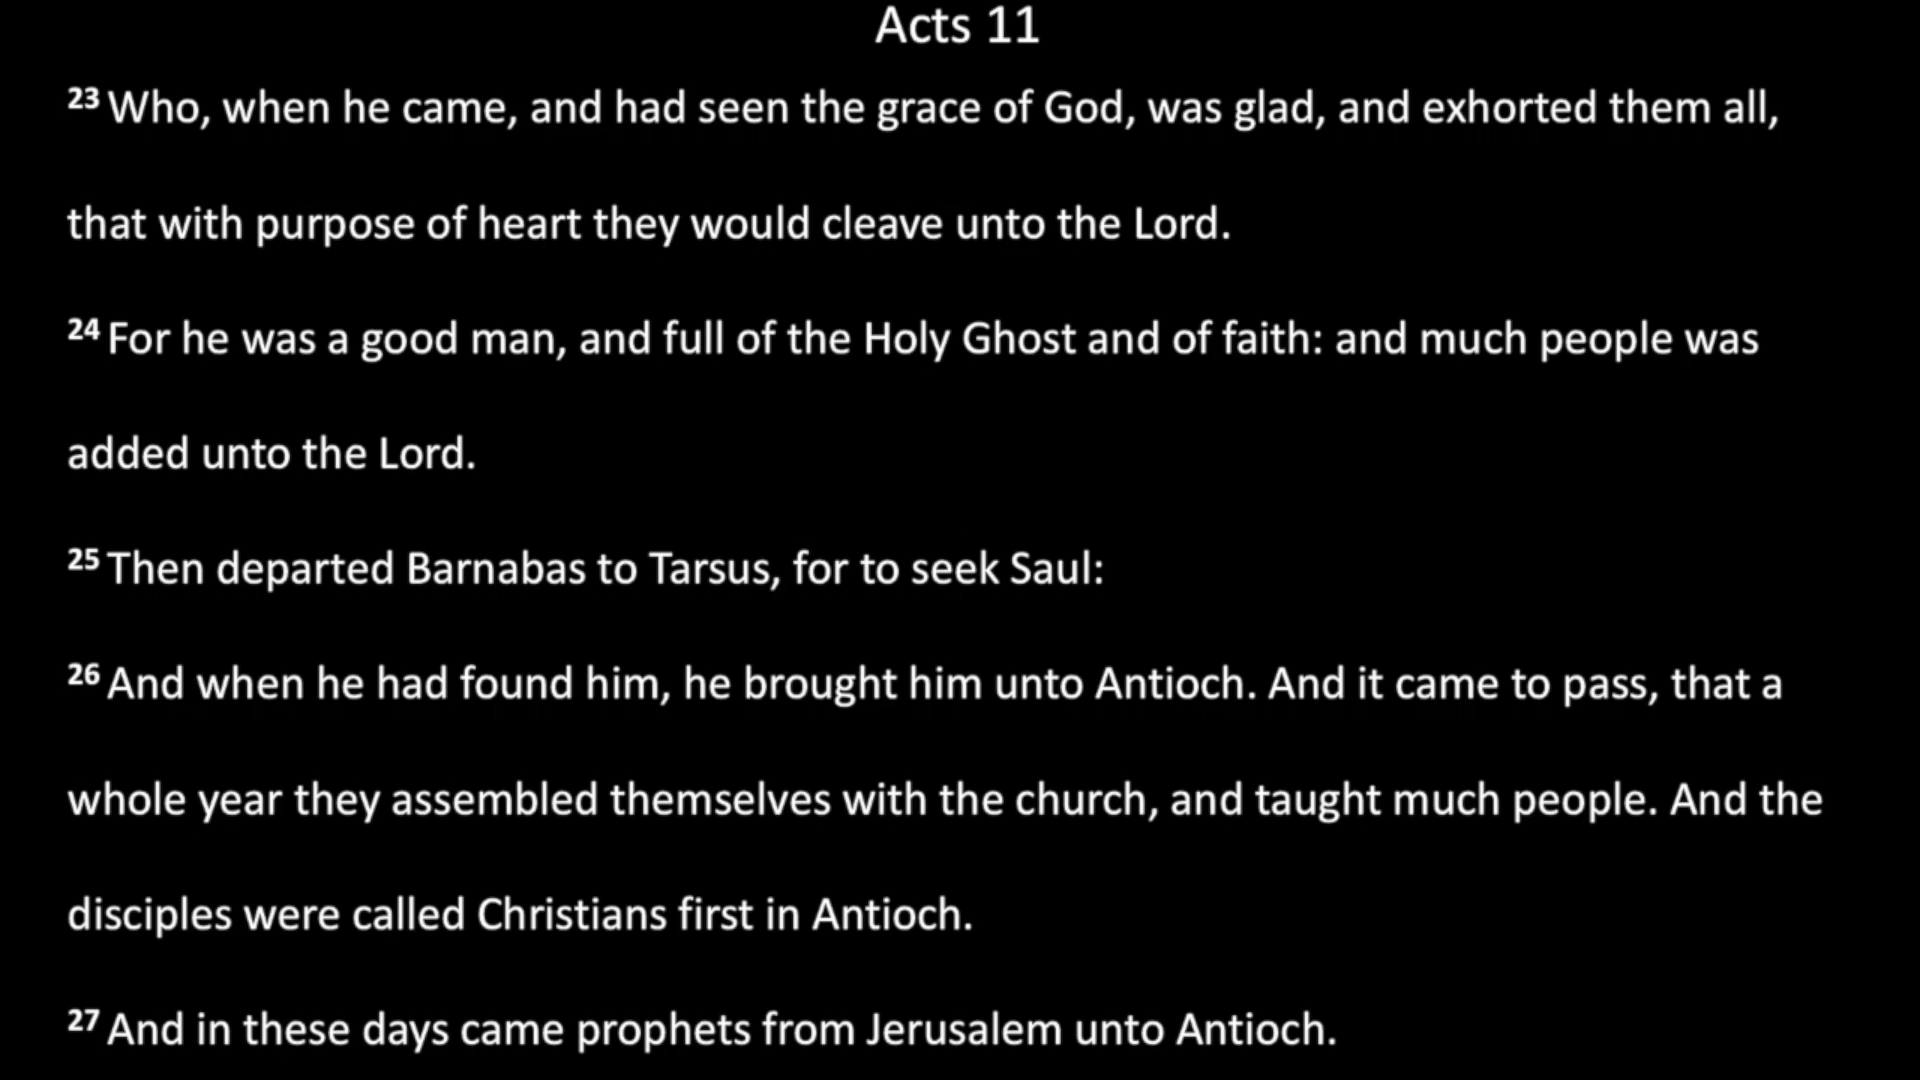 Acts 11
23 Who, when he came, and had seen the grace of God, was glad, and exhorted them all,
that with purpose of heart they would cleave unto the Lord.
24 For he was a good man, and full of the Holy Ghost and of faith: and much people was
added unto the Lord.
25 Then departed Barnabas to Tarsus, for to seek Saul:
26 And when he had found him, he brought him unto Antioch. And it came to pass, that a
whole year they assembled themselves with the church, and taught much people. And the
disciples were called Christians first in Antioch.
27 And in these days came prophets from Jerusalem unto Antioch.